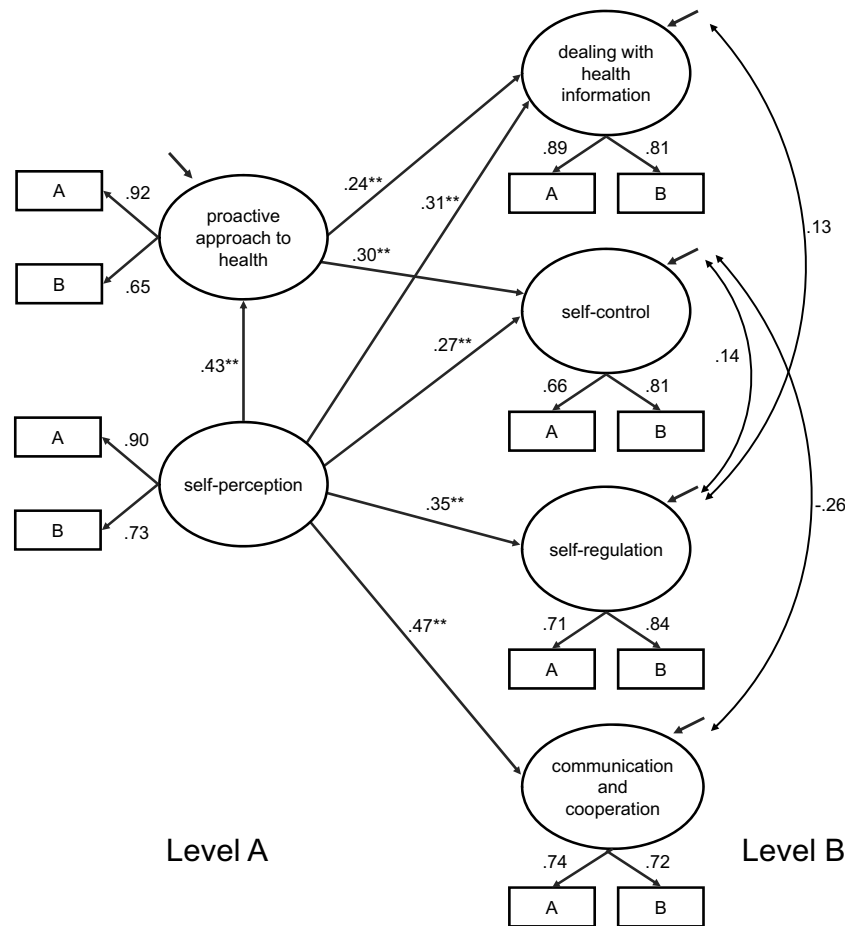 dealing with
health
information
.89
.81
A
B
A
.92
B
.65
proactive
approach to
health
.24**
.31**
.30**
.13
self-control
.27**
.14
.66
.81
A
B
.43**
A
.90
B
.73
self-perception
.35**
-.26
self-regulation
.71
.84
A
B
.47**
communication
and
cooperation
.74
.72
A
B
Level A
Level B